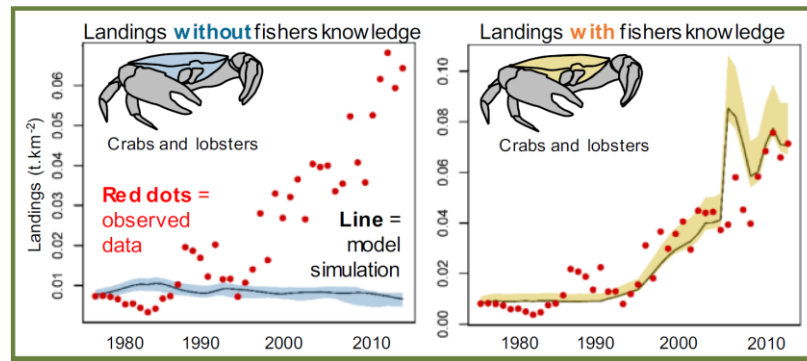 Landings without fishers knowledge
Landings (t.km-2)
0.06
0.05
0.04
0.03
0.02
0.01
Crabs and lobsters
Red dots =
observed
data
Line =
model
simulation
1980 1990 2000 2010
Landings with fishers knowledge
0.10
0.08
0.06
0.04
0.02
0.00
Crabs and lobsters
1980 1990 2000 2010